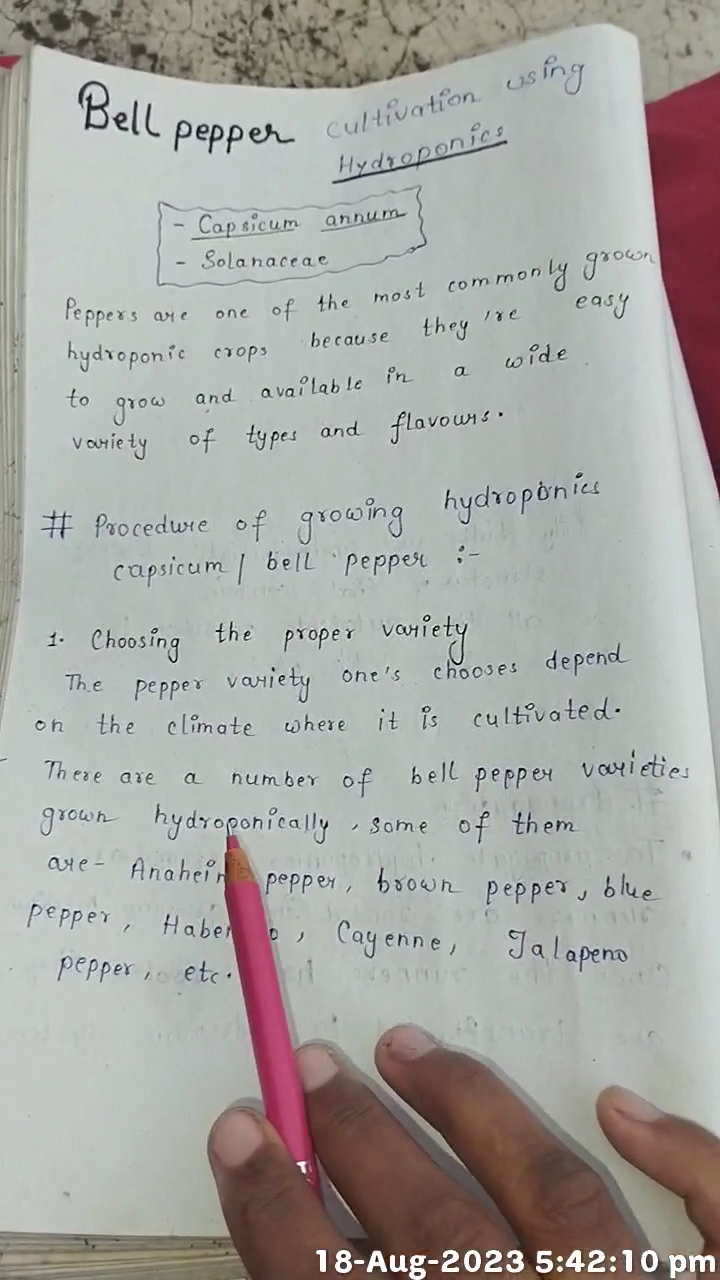 Bell pepper cultivation using
Hydroponics
- Capsicum annum
- Solanaceae
Peppers are one of the most commonly grown
hydroponic crops because they 're easy
to grow and available in a wide
variety of types and flavours.
# Procedure of growing hydroponics
capsicum / bell pepper :-
1. Choosing the proper variety
The pepper variety one's chooses depend
on the climate where it is cultivated.
There are a number of bell pepper varieties
grown hydroponically, some of them
are - pepper, brown pepper, blue
pepper, , Cayenne, Jalapeno
pepper, etc.
18-Aug-2023 5:42:10 pm